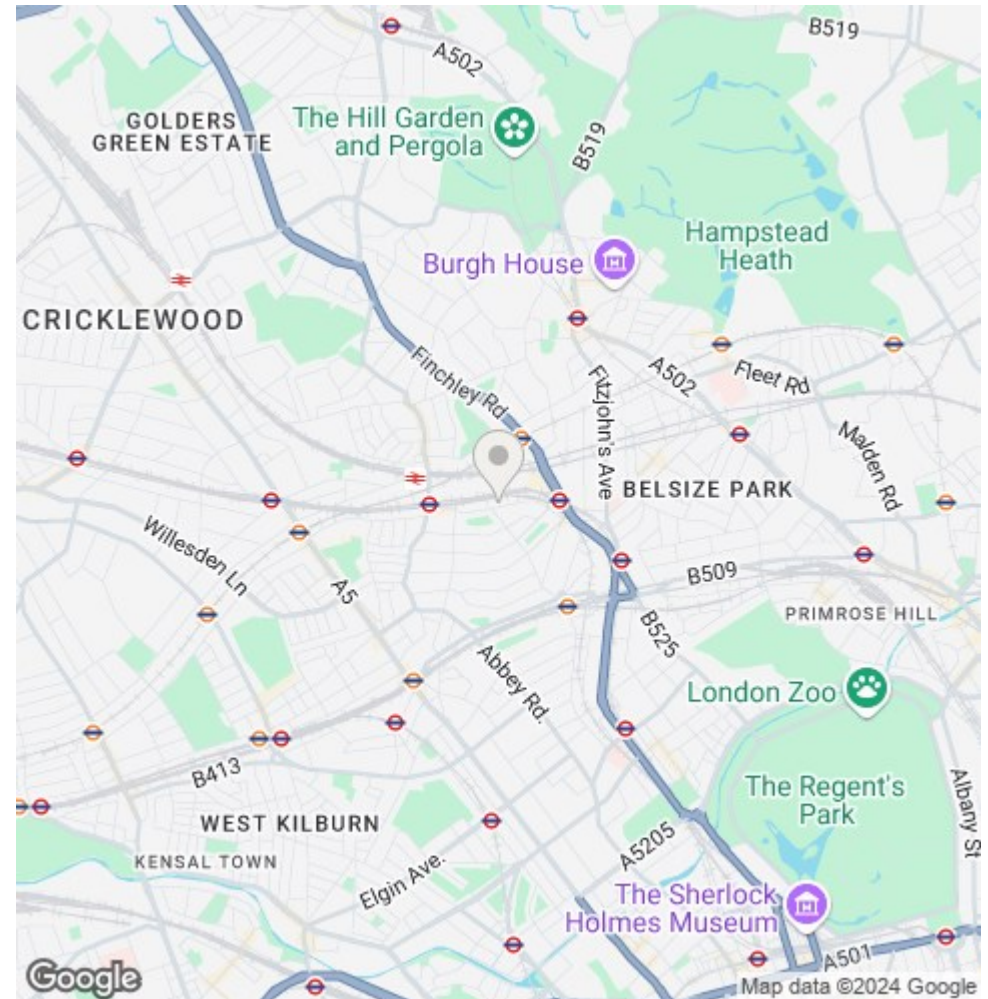 B519
A502
GOLDERS
GREEN ESTATE
The Hill Garden
and Pergola
B519
Hampstead
Heath
Burgh House
CRICKLEWOOD
Finchley Rd
A502
Fleet Rd
Fitzjohn's Ave
Malden Rd
BELSIZE PARK
Willesden Ln
A5
B509
PRIMROSE HILL
B525
Abbey Rd.
London Zoo
B413
The Regent's
Park
Albany St
WEST KILBURN
KENSAL TOWN
A5205
Elgin Ave.
The Sherlock
Holmes Museum
A501
Google
Map data ©2024 Google